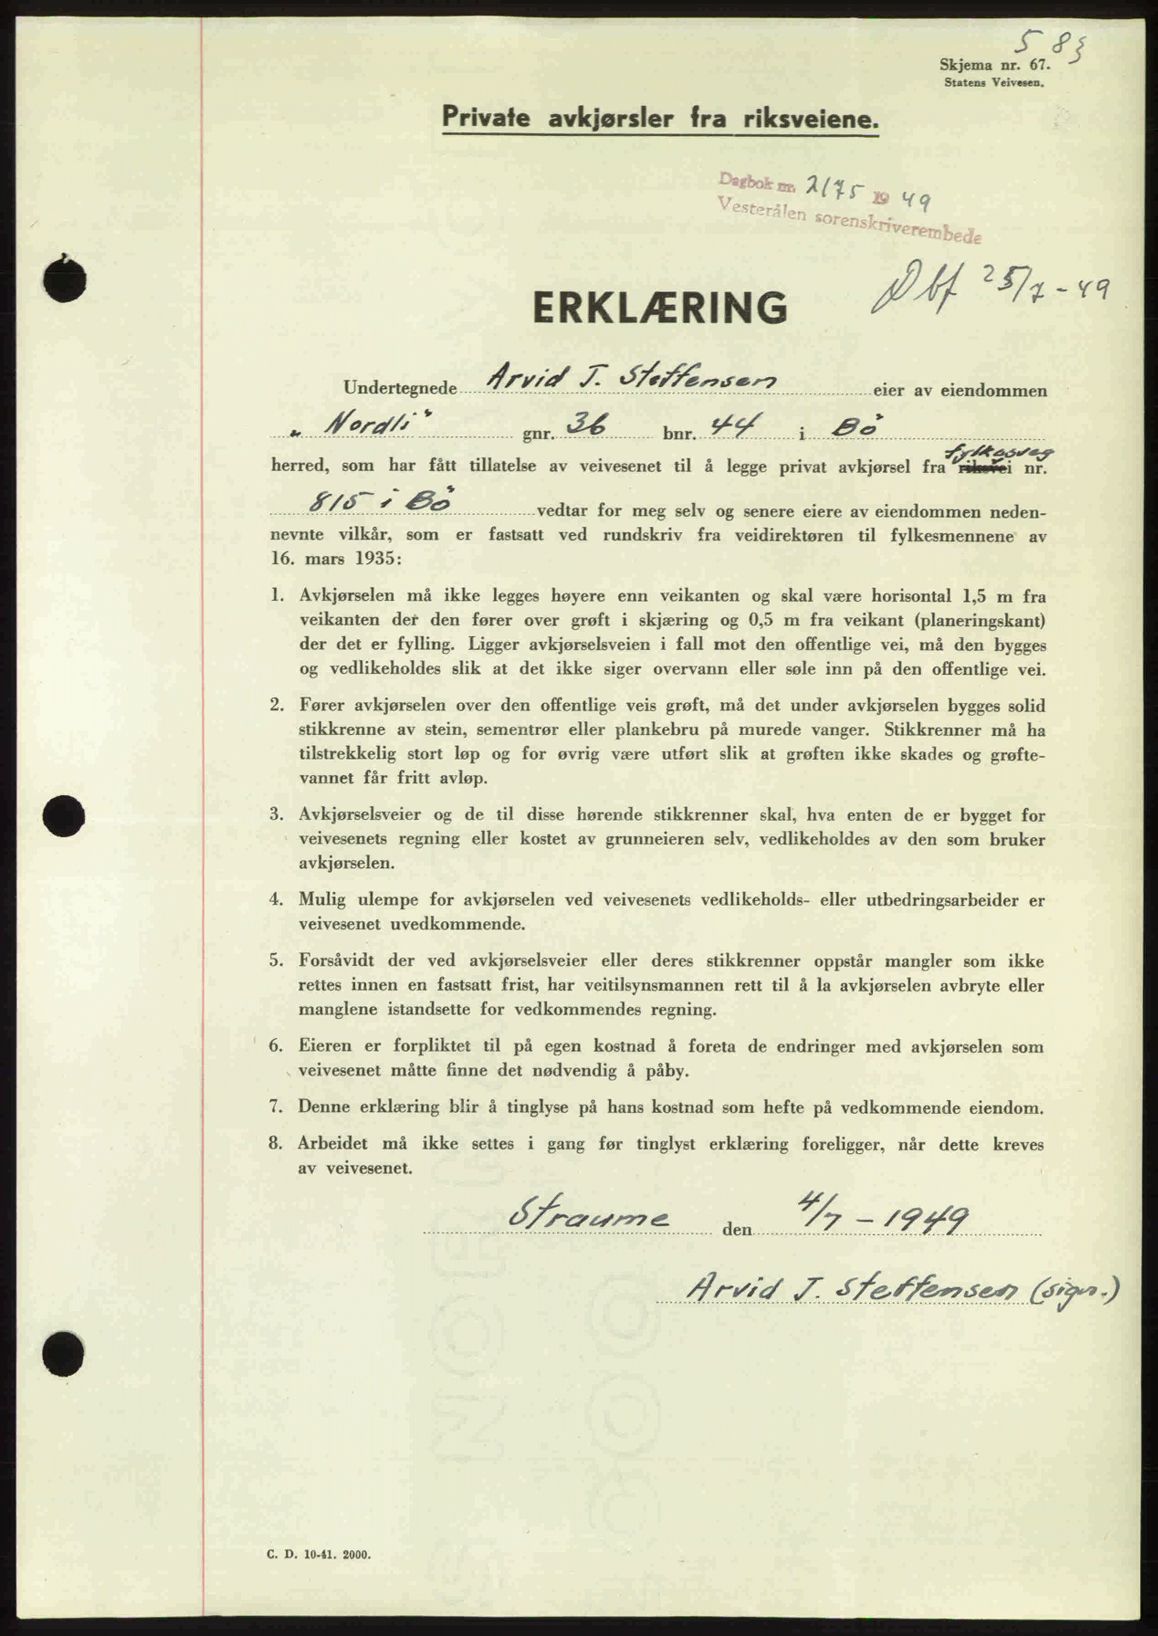 5 83
Skjema nr. 67.
Statens Veivesen.
Private avkjørsler fra riksveiene.
Dagbok nr. 2175 19 49
Vesterålen sorenskriverembede
Dbf 25/7-49
ERKLÆRING
Undertegnede Arvid J. Steffensen eier av eiendommen
„Nordli" gnr. 36 bnr. 44 i Bö
fylkesveg
herred, som har fått tillatelse av veivesenet til å legge privat avkjørsel fra riksvei nr.
815 i Bö vedtar for meg selv og senere eiere av eiendommen neden-
nevnte vilkår, som er fastsatt ved rundskriv fra veidirektøren til fylkesmennene av
16. mars 1935:
1. Avkjørselen må ikke legges høyere enn veikanten og skal være horisontal 1,5 m fra
veikanten der den fører over grøft i skjæring og 0,5 m fra veikant (planeringskant)
der det er fylling. Ligger avkjørselsveien i fall mot den offentlige vei, må den bygges
og vedlikeholdes slik at det ikke siger overvann eller søle inn på den offentlige vei.
2. Fører avkjørselen over den offentlige veis grøft, må det under avkjørselen bygges solid
stikkrenne av stein, sementrør eller plankebru på murede vanger. Stikkrenner må ha
tilstrekkelig stort løp og for øvrig være utført slik at grøften ikke skades og grøfte-
vannet får fritt avløp.
3. Avkjørselsveier og de til disse hørende stikkrenner skal, hva enten de er bygget for
veivesenets regning eller kostet av grunneieren selv, vedlikeholdes av den som bruker
avkjørselen.
4. Mulig ulempe for avkjørselen ved veivesenets vedlikeholds- eller utbedringsarbeider er
veivesenet uvedkommende.
5. Forsåvidt der ved avkjørselsveier eller deres stikkrenner oppstår mangler som ikke
rettes innen en fastsatt frist, har veitilsynsmannen rett til å la avkjørselen avbryte eller
manglene istandsette for vedkommendes regning.
6. Eieren er forpliktet til på egen kostnad å foreta de endringer med avkjørselen som
veivesenet måtte finne det nødvendig å påby.
7. Denne erklæring blir å tinglyse på hans kostnad som hefte på vedkommende eiendom.
8. Arbeidet må ikke settes i gang før tinglyst erklæring foreligger, når dette kreves
av veivesenet.
Straume den 4/7-1949
Arvid J. Steffensen (sign.)
C. D. 10-41. 2000.